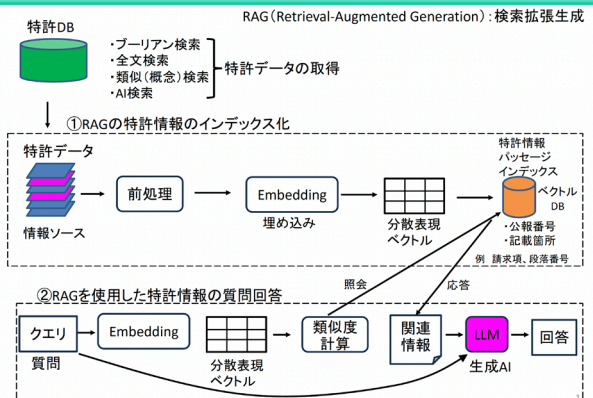 RAG(Retrieval-Augmented Generation):検索拡張生成
特許DB
・ブーリアン検索
・全文検索
・類似(概念)検索
・AI検索
特許データの取得
①RAGの特許情報のインデックス化
特許データ
情報ソース
前処理
Embedding
埋め込み
分散表現
ベクトル
特許情報
パッセージ
インデックス
ベクトル
DB
・公報番号
・記載箇所
例 請求項、段落番号
照会
応答
②RAGを使用した特許情報の質問回答
クエリ
質問
Embedding
分散表現
ベクトル
類似度
計算
関連
情報
LLM
生成AI
回答